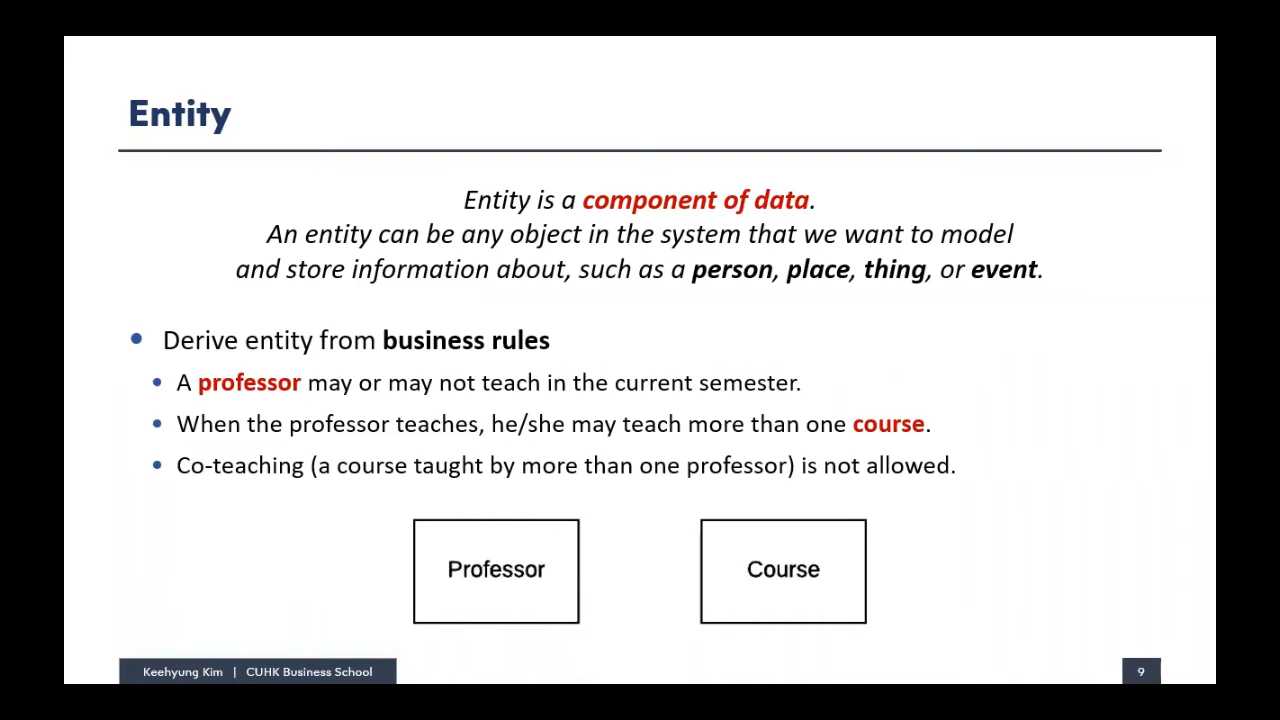 Entity
Entity is a component of data.
An entity can be any object in the system that we want to model
and store information about, such as a person, place, thing, or event.
• Derive entity from business rules
• A professor may or may not teach in the current semester.
• When the professor teaches, he/she may teach more than one course.
• Co-teaching (a course taught by more than one professor) is not allowed.
Professor
Course
Keehyung Kim | CUHK Business School
9